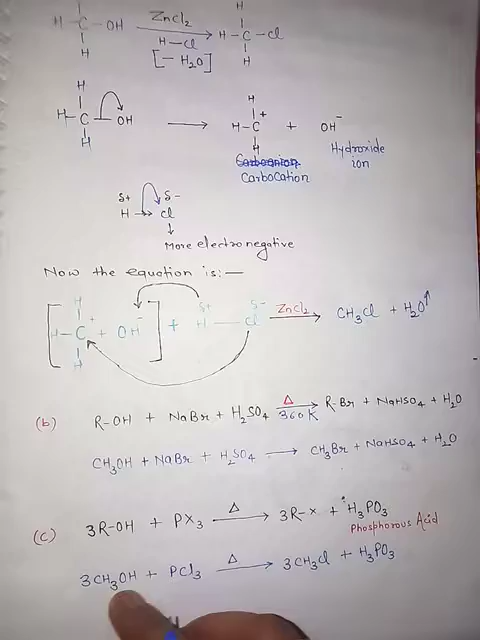 H
H-C-OH ZnCl₂ H-Cl [-H₂O] H-C-Cl
H H
H H
H-C-OH → H-C⁺ + OH⁻
H H Hydroxide
Carbocation ion
δ+ δ-
H →→ Cl
↓
More electronegative
Now the equation is:—
H δ+ δ-
[H-C⁺ + OH⁻] + H — Cl ZnCl₂ → CH₃Cl + H₂O↑
H
(b) R-OH + NaBr + H₂SO₄ Δ 360K → R-Br + NaHSO₄ + H₂O
CH₃OH + NaBr + H₂SO₄ → CH₃Br + NaHSO₄ + H₂O
(c) 3R-OH + PX₃ Δ → 3R-X + H₃PO₃
Phosphorous Acid
3CH₃OH + PCl₃ Δ → 3CH₃Cl + H₃PO₃